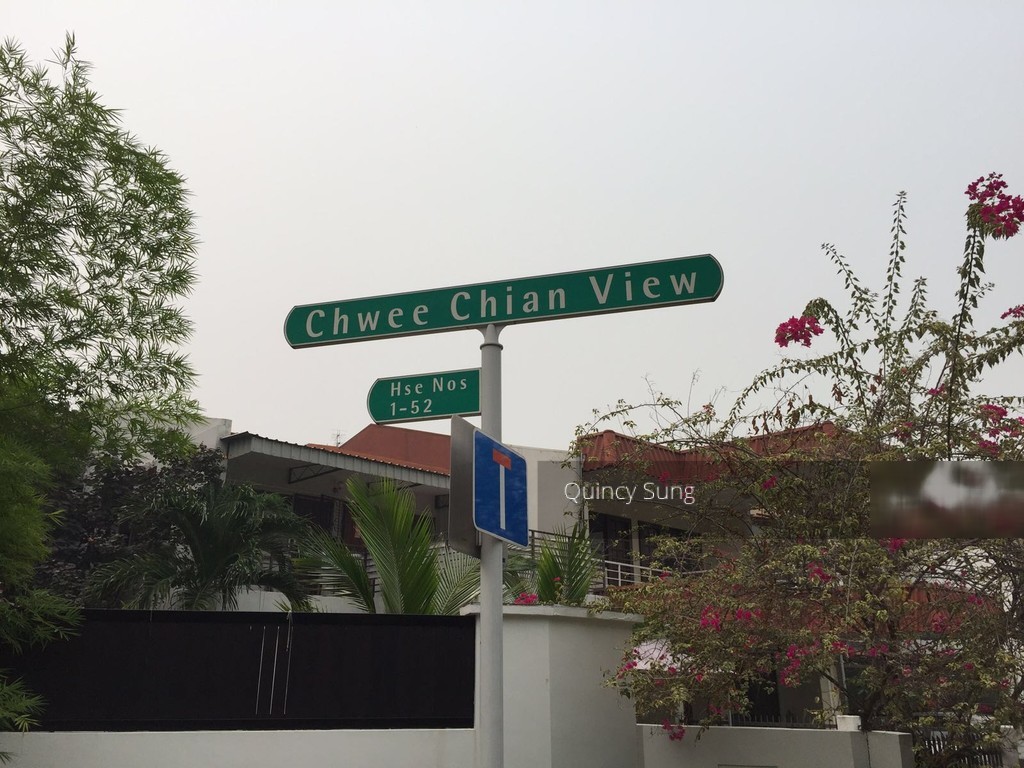 Chwee Chian View
Hse Nos
1-52
Quincy Sung